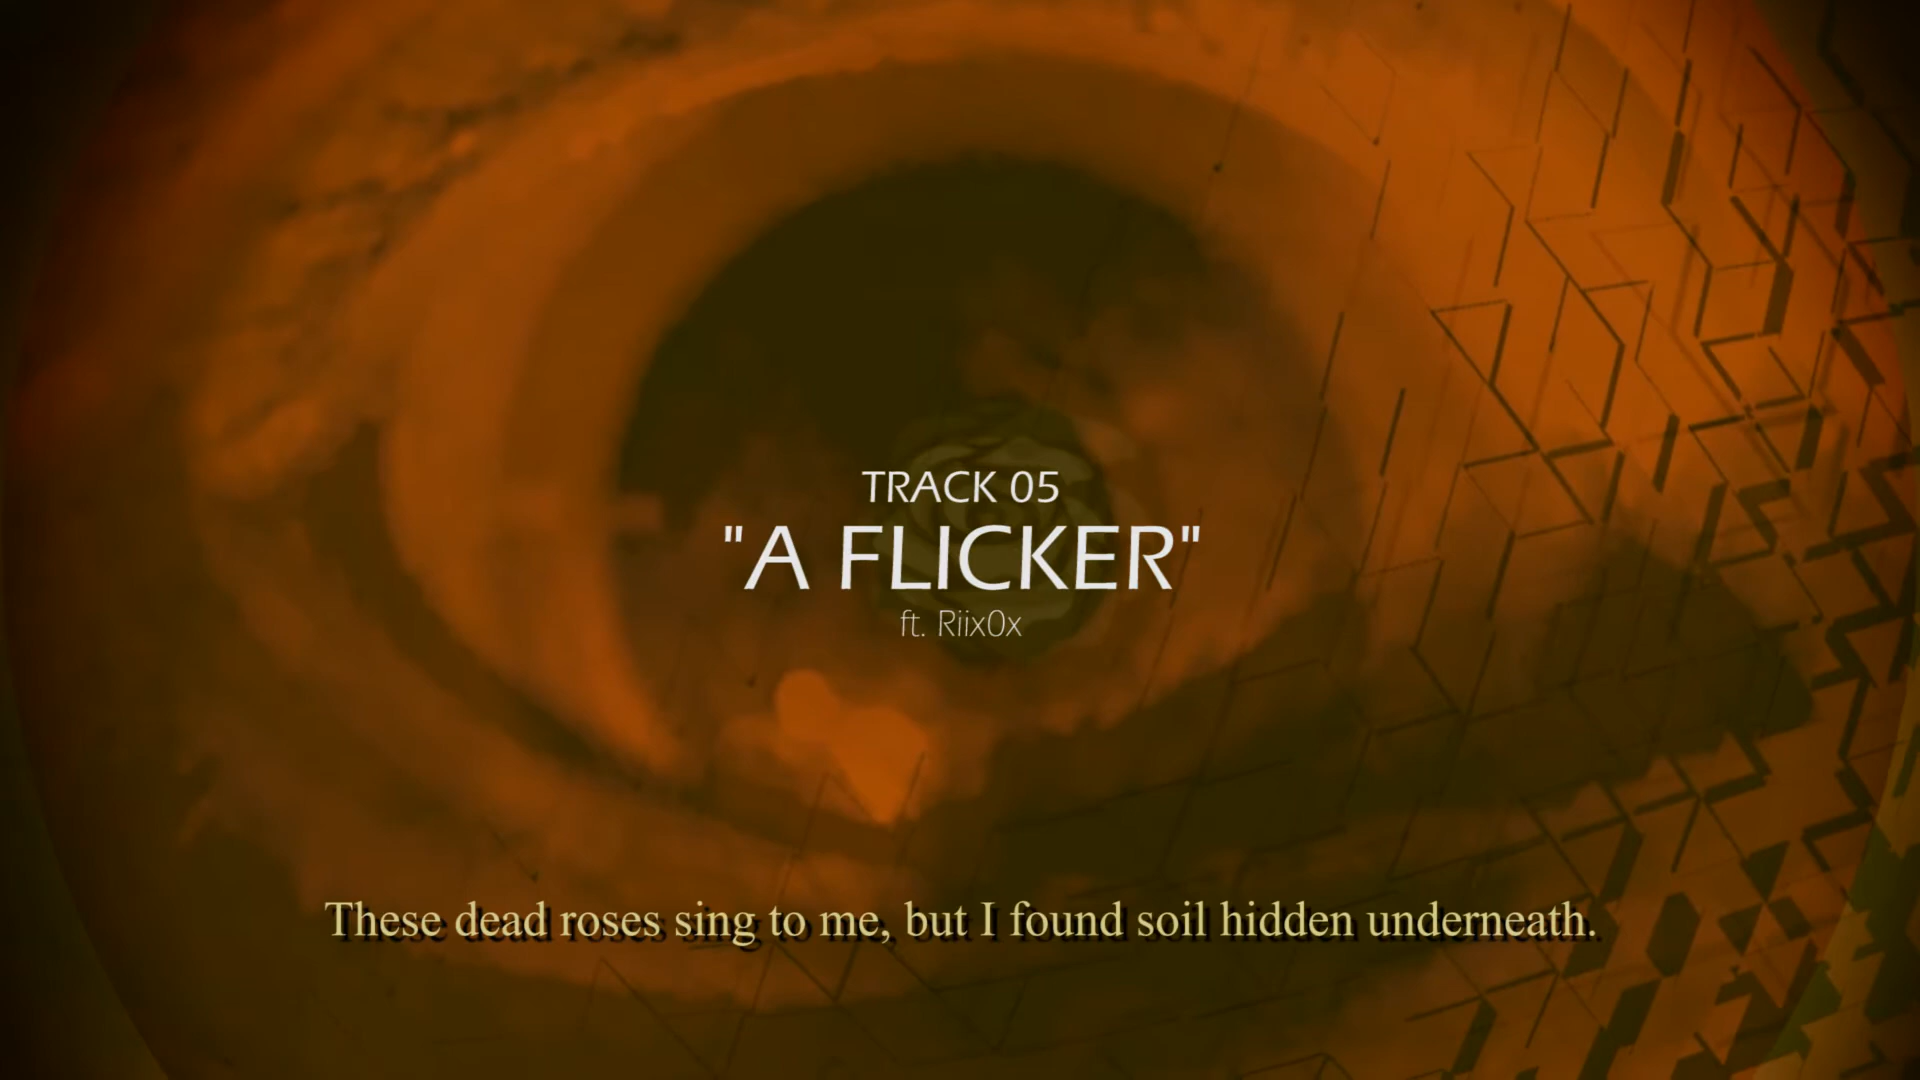 TRACK 05
"A FLICKER"
ft. Riix0x
These dead roses sing to me, but I found soil hidden underneath.